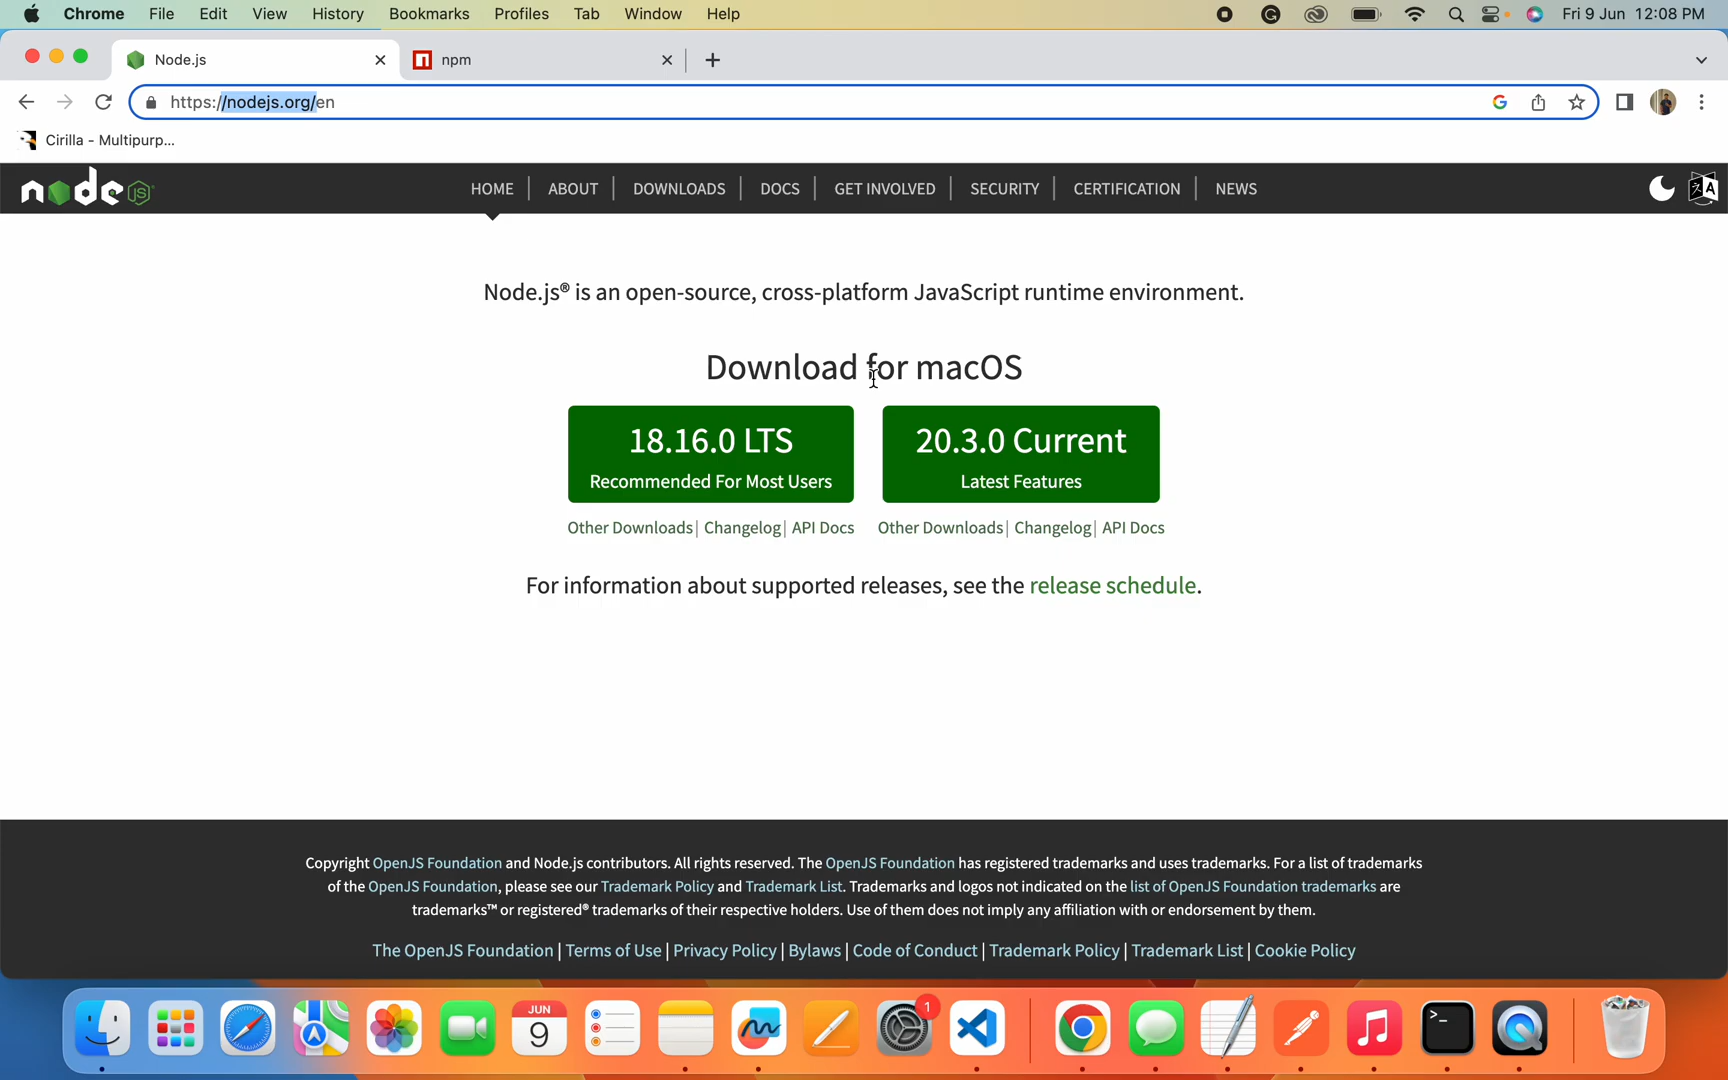 Chrome File Edit View History Bookmarks Profiles Tab Window Help Fri 9 Jun 12:08 PM
Node.js npm
https://nodejs.org/en
Cirilla - Multipurp...
node JS HOME ABOUT DOWNLOADS DOCS GET INVOLVED SECURITY CERTIFICATION NEWS
Node.js® is an open-source, cross-platform JavaScript runtime environment.
Download for macOS
18.16.0 LTS 20.3.0 Current
Recommended For Most Users Latest Features
Other Downloads | Changelog | API Docs Other Downloads | Changelog | API Docs
For information about supported releases, see the release schedule.
Copyright OpenJS Foundation and Node.js contributors. All rights reserved. The OpenJS Foundation has registered trademarks and uses trademarks. For a list of trademarks
of the OpenJS Foundation, please see our Trademark Policy and Trademark List. Trademarks and logos not indicated on the list of OpenJS Foundation trademarks are
trademarks™ or registered® trademarks of their respective holders. Use of them does not imply any affiliation with or endorsement by them.
The OpenJS Foundation | Terms of Use | Privacy Policy | Bylaws | Code of Conduct | Trademark Policy | Trademark List | Cookie Policy
JUN 1
9